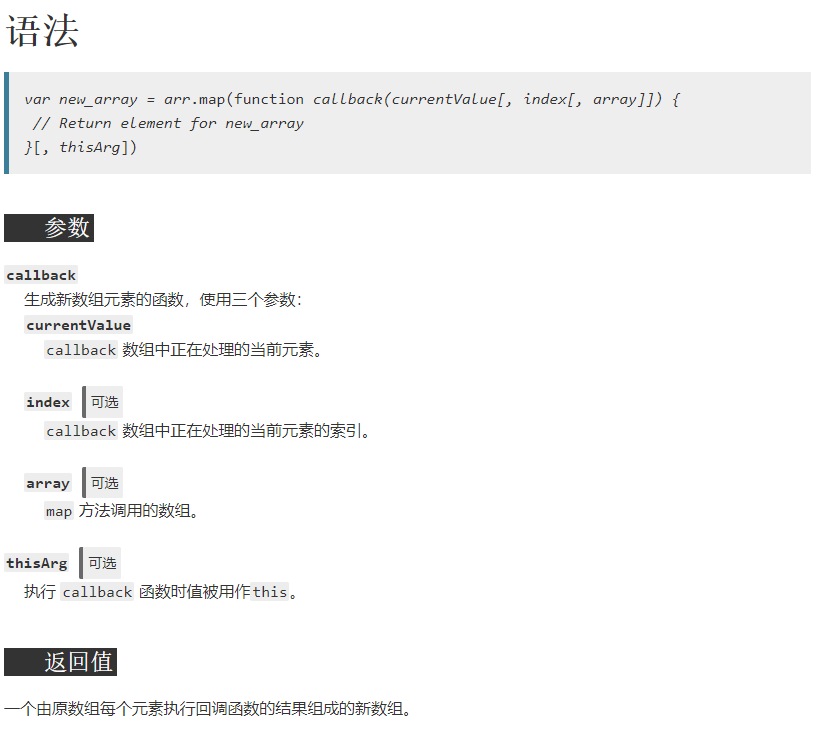 语法
var new_array = arr.map(function callback(currentValue[, index[, array]]) {
// Return element for new_array
}[, thisArg])
参数
callback
生成新数组元素的函数，使用三个参数：
currentValue
callback 数组中正在处理的当前元素。
index 可选
callback 数组中正在处理的当前元素的索引。
array 可选
map 方法调用的数组。
thisArg 可选
执行 callback 函数时值被用作this。
返回值
一个由原数组每个元素执行回调函数的结果组成的新数组。